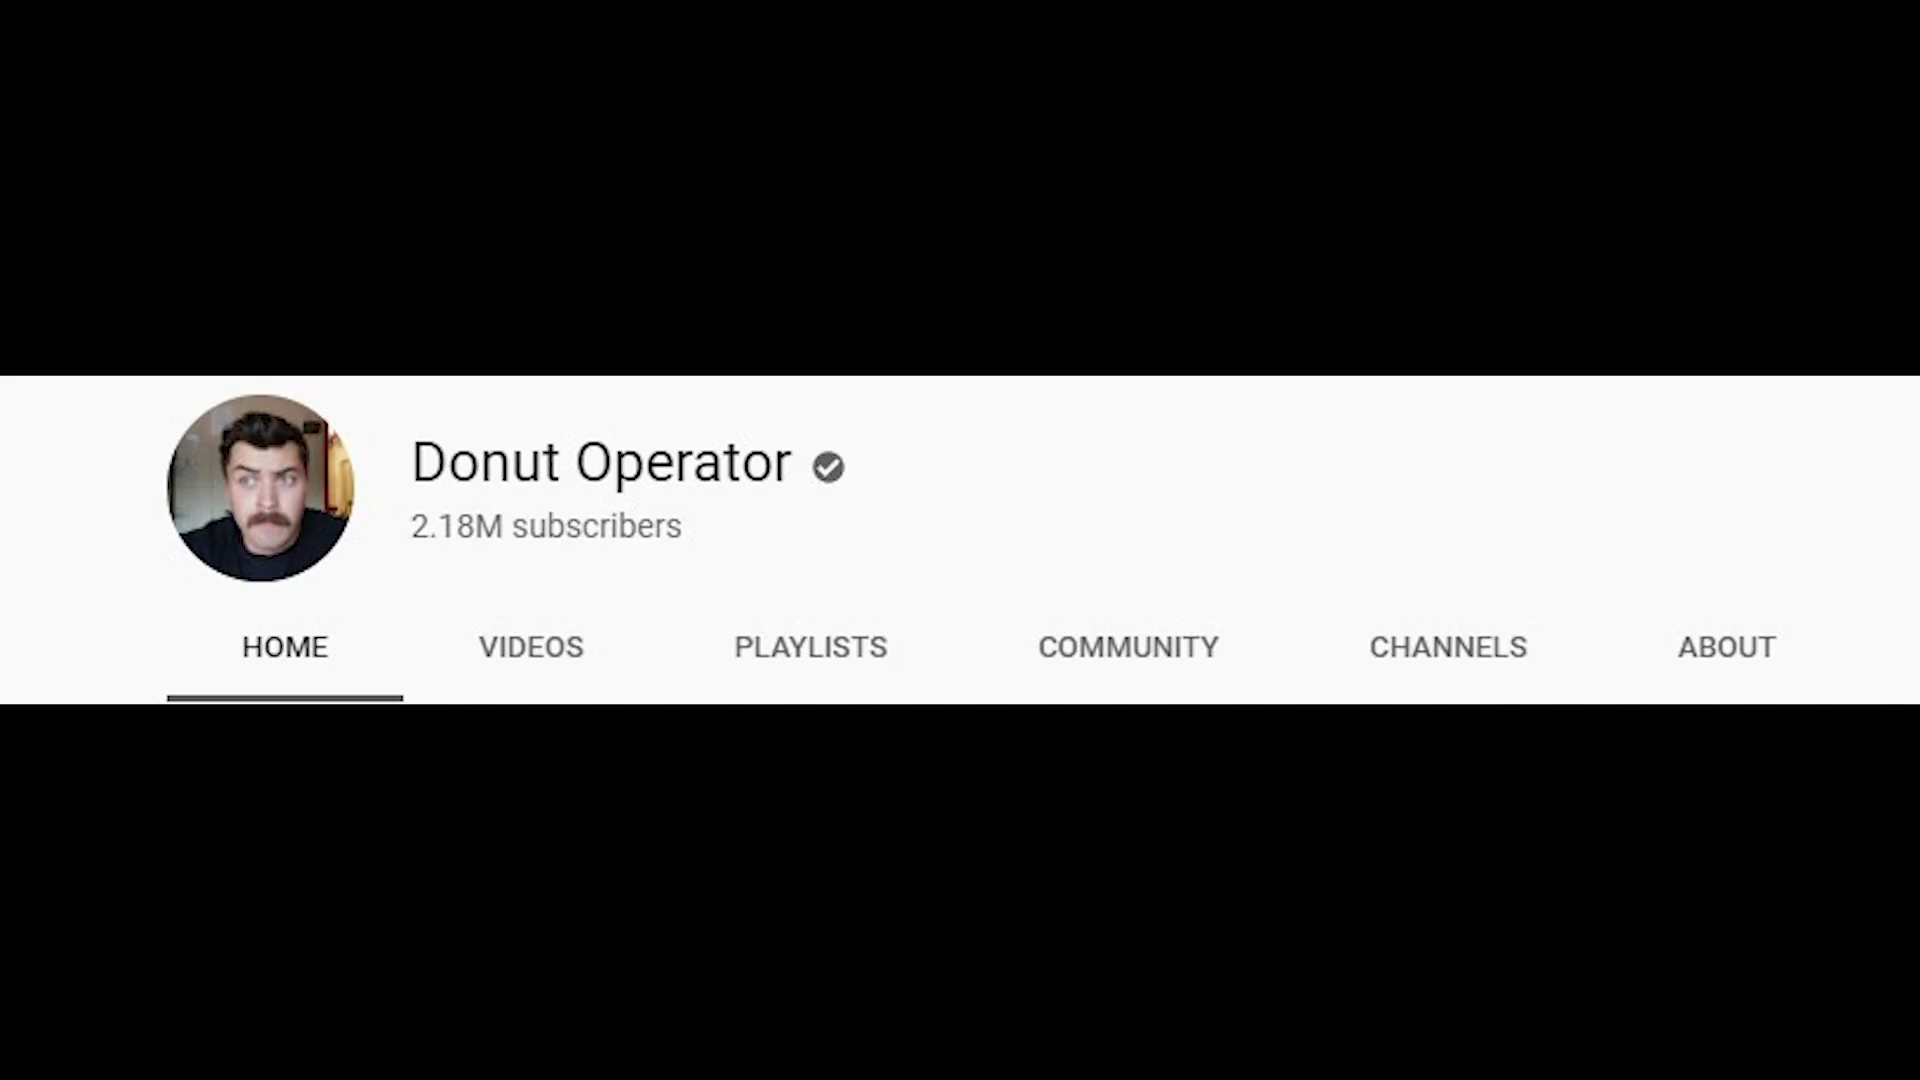 Donut Operator
2.18M subscribers
HOME VIDEOS PLAYLISTS COMMUNITY CHANNELS ABOUT